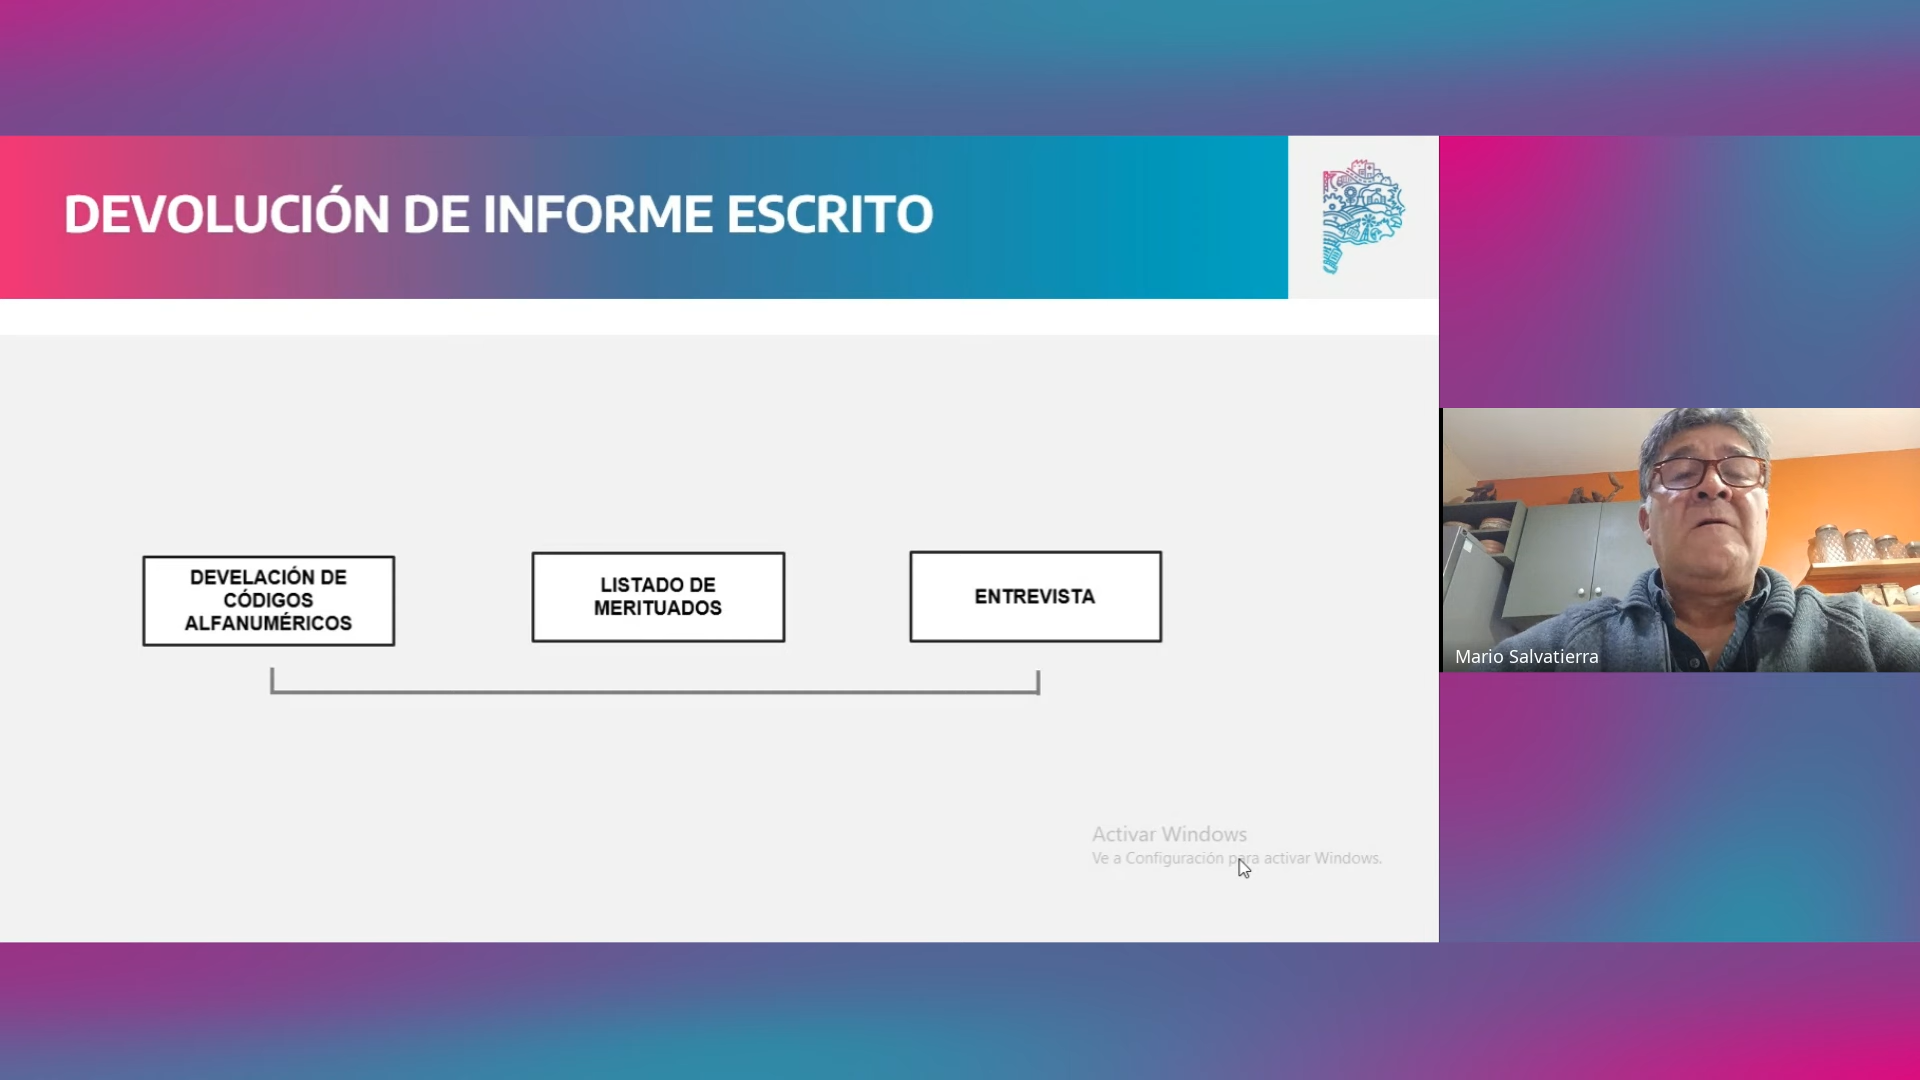 DEVOLUCIÓN DE INFORME ESCRITO
DEVELACIÓN DE
CÓDIGOS
ALFANUMÉRICOS
LISTADO DE
MERITUADOS
ENTREVISTA
Mario Salvatierra
Activar Windows
Ve a Configuración para activar Windows.